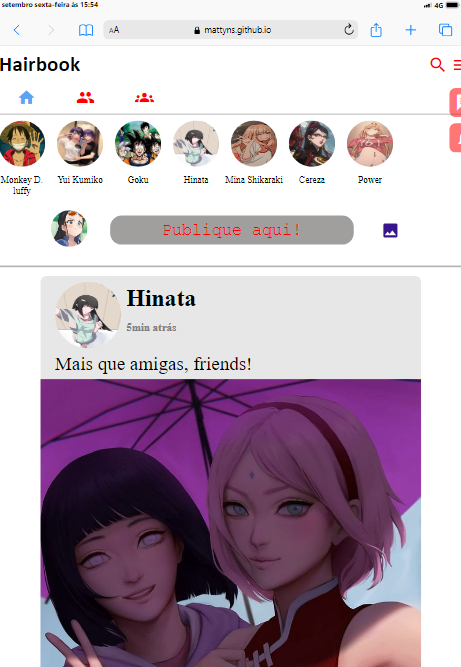 setembro sexta-feira às 15:54
4G
AA
mattyns.github.io
Hairbook
Monkey D.
luffy
Yui Kumiko
Goku
Hinata
Mina Shikaraki
Cereza
Power
Publique aqui!
Hinata
5min atrás
Mais que amigas, friends!